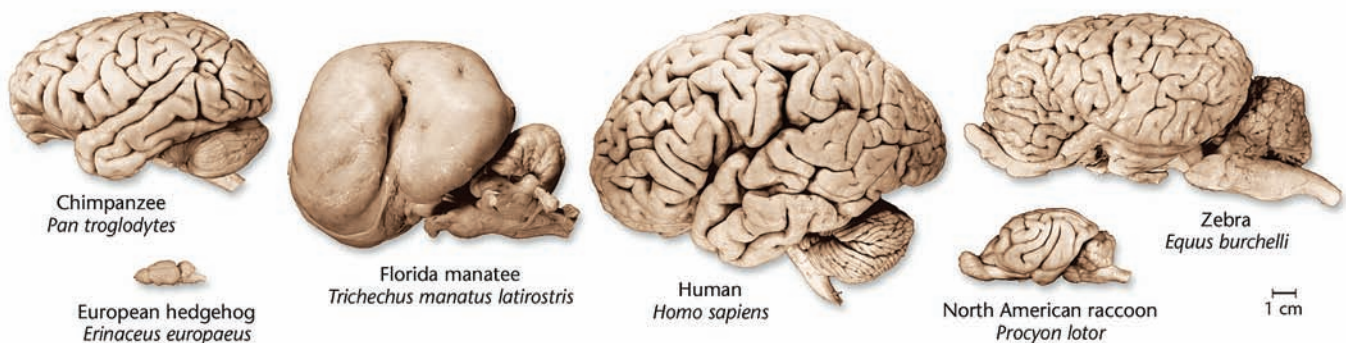 Chimpanzee
Pan troglodytes
European hedgehog
Erinaceus europaeus
Florida manatee
Trichechus manatus latirostris
Human
Homo sapiens
Zebra
Equus burchelli
North American raccoon
Procyon lotor
1 cm